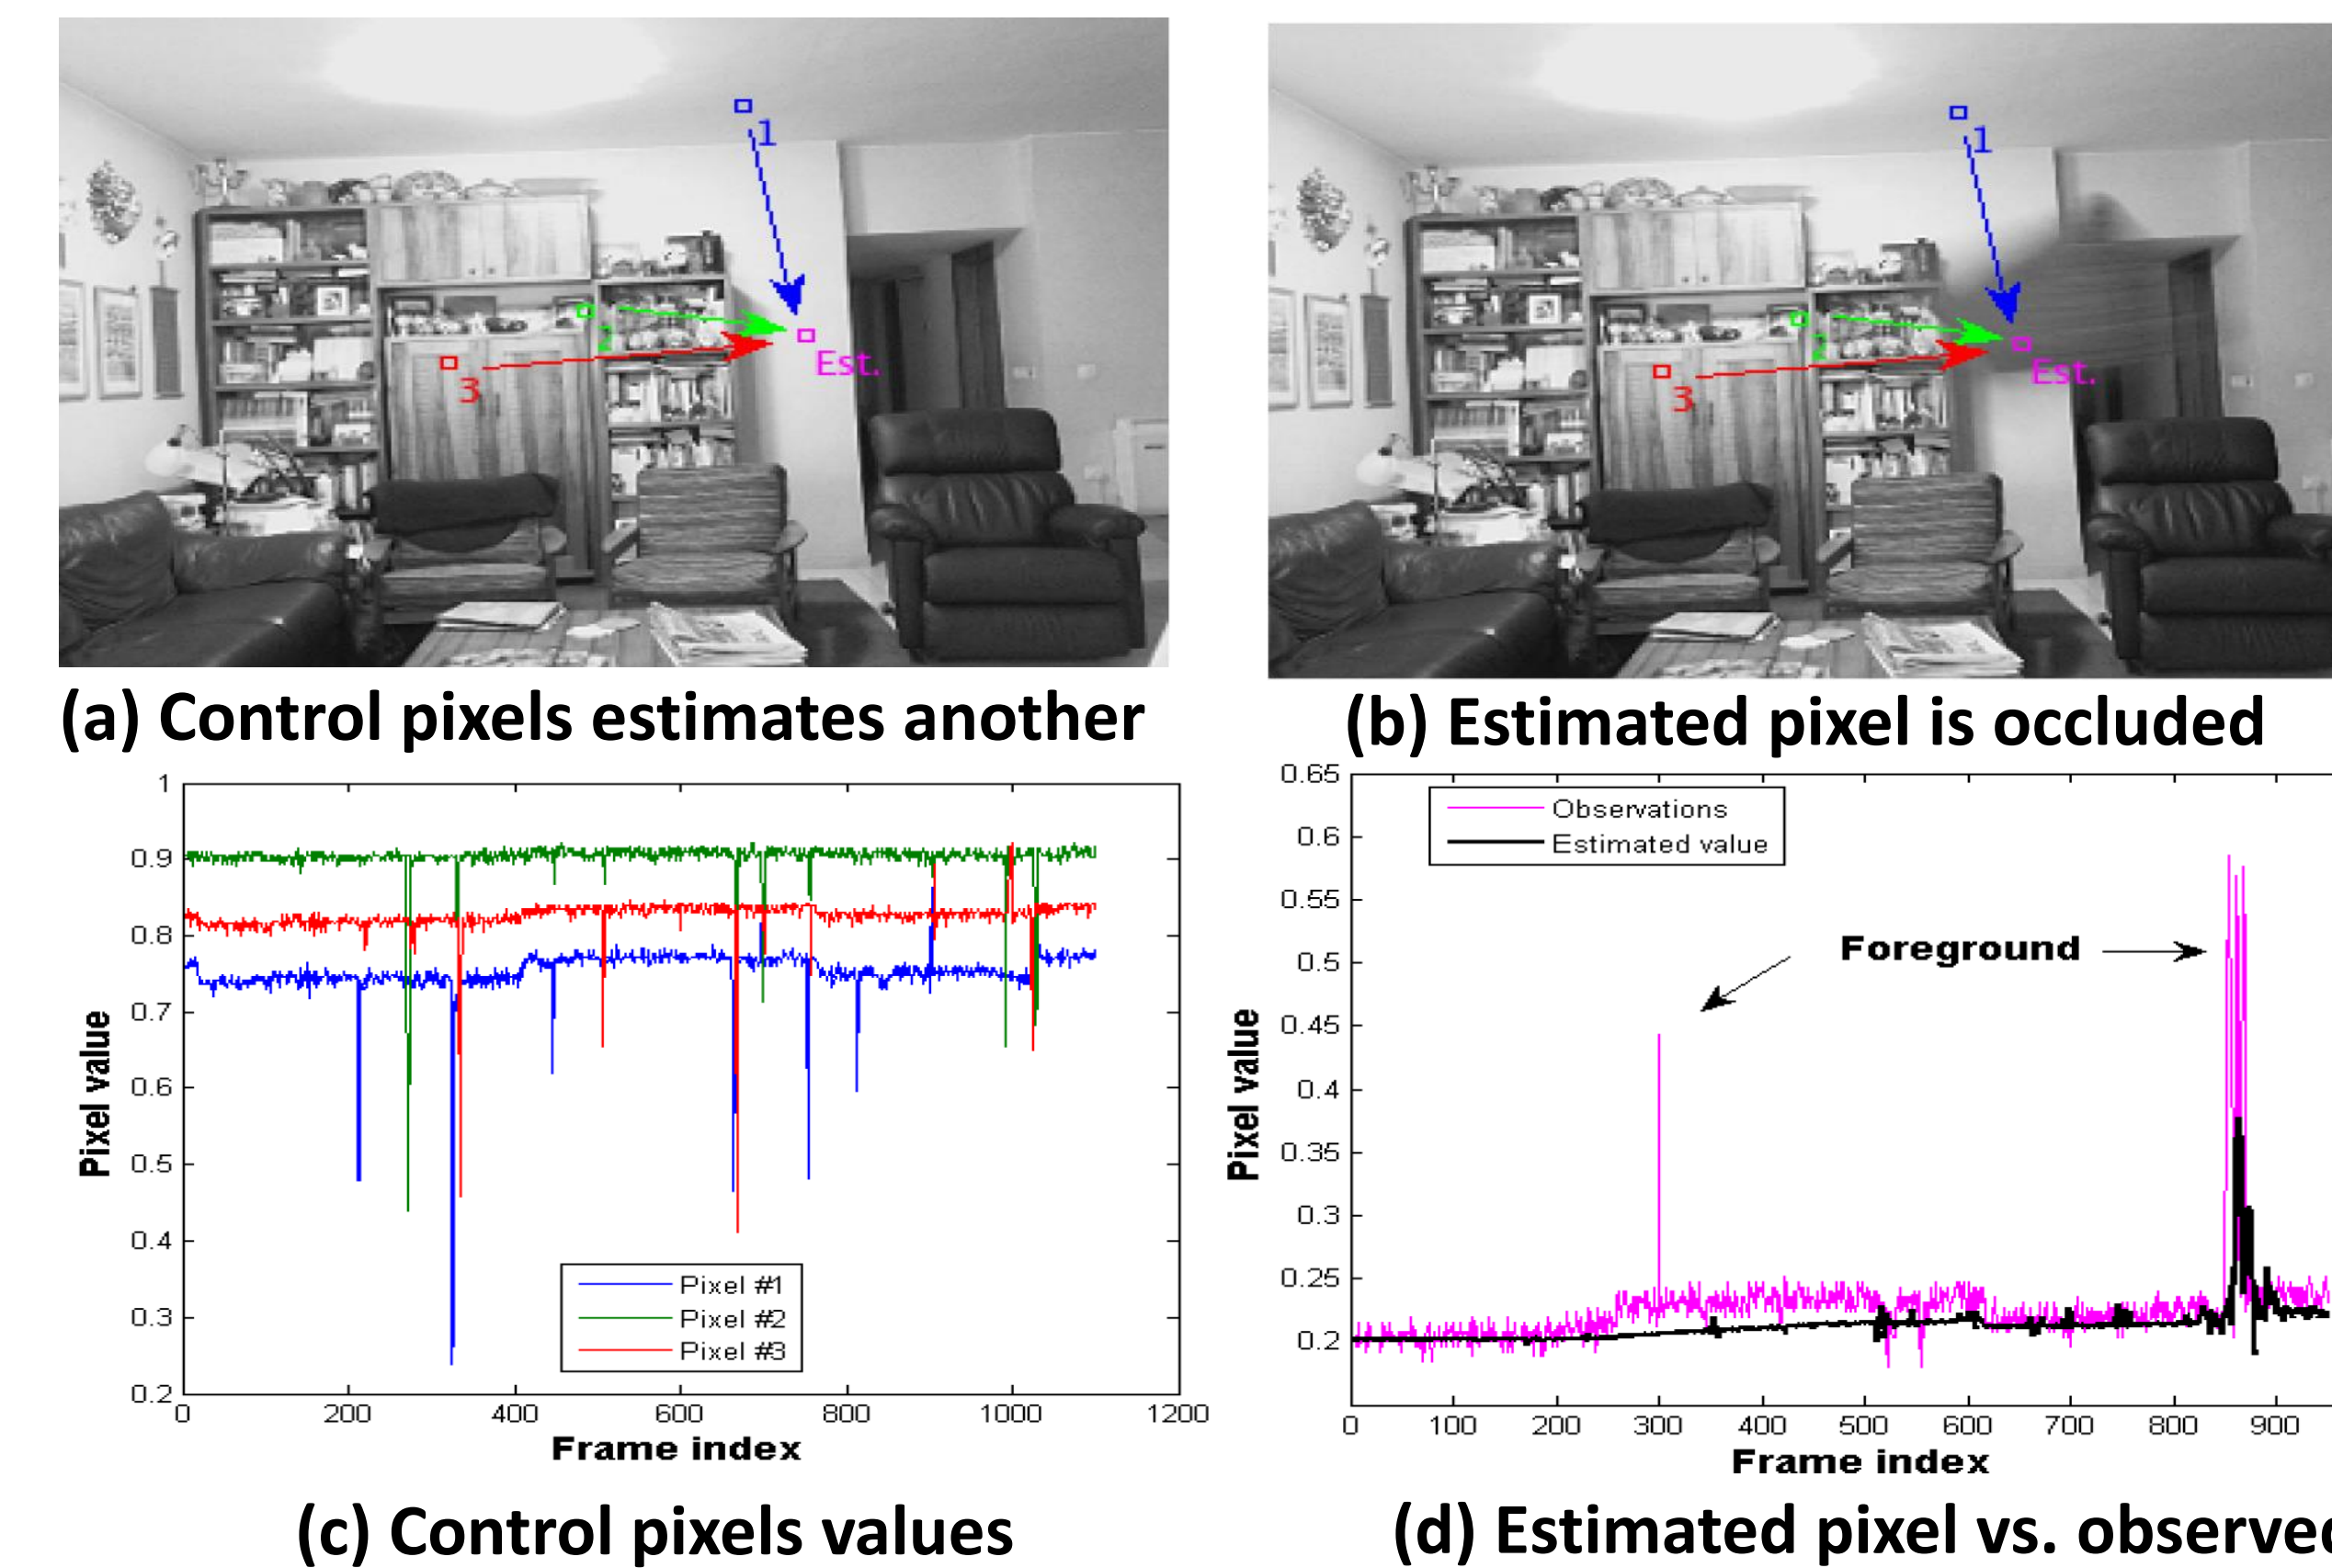 1
2
3
Est.
1
2
3
Est.
(a) Control pixels estimates another
(b) Estimated pixel is occluded
1
0.9
0.8
0.7
0.6
0.5
0.4
0.3
0.2
0
200
400
600
800
1000
1200
Pixel value
Frame index
Pixel #1
Pixel #2
Pixel #3
(c) Control pixels values
0.65
0.6
0.55
0.5
0.45
0.4
0.35
0.3
0.25
0.2
0
100
200
300
400
500
600
700
800
900
Pixel value
Frame index
Observations
Estimated value
Foreground
(d) Estimated pixel vs. observed